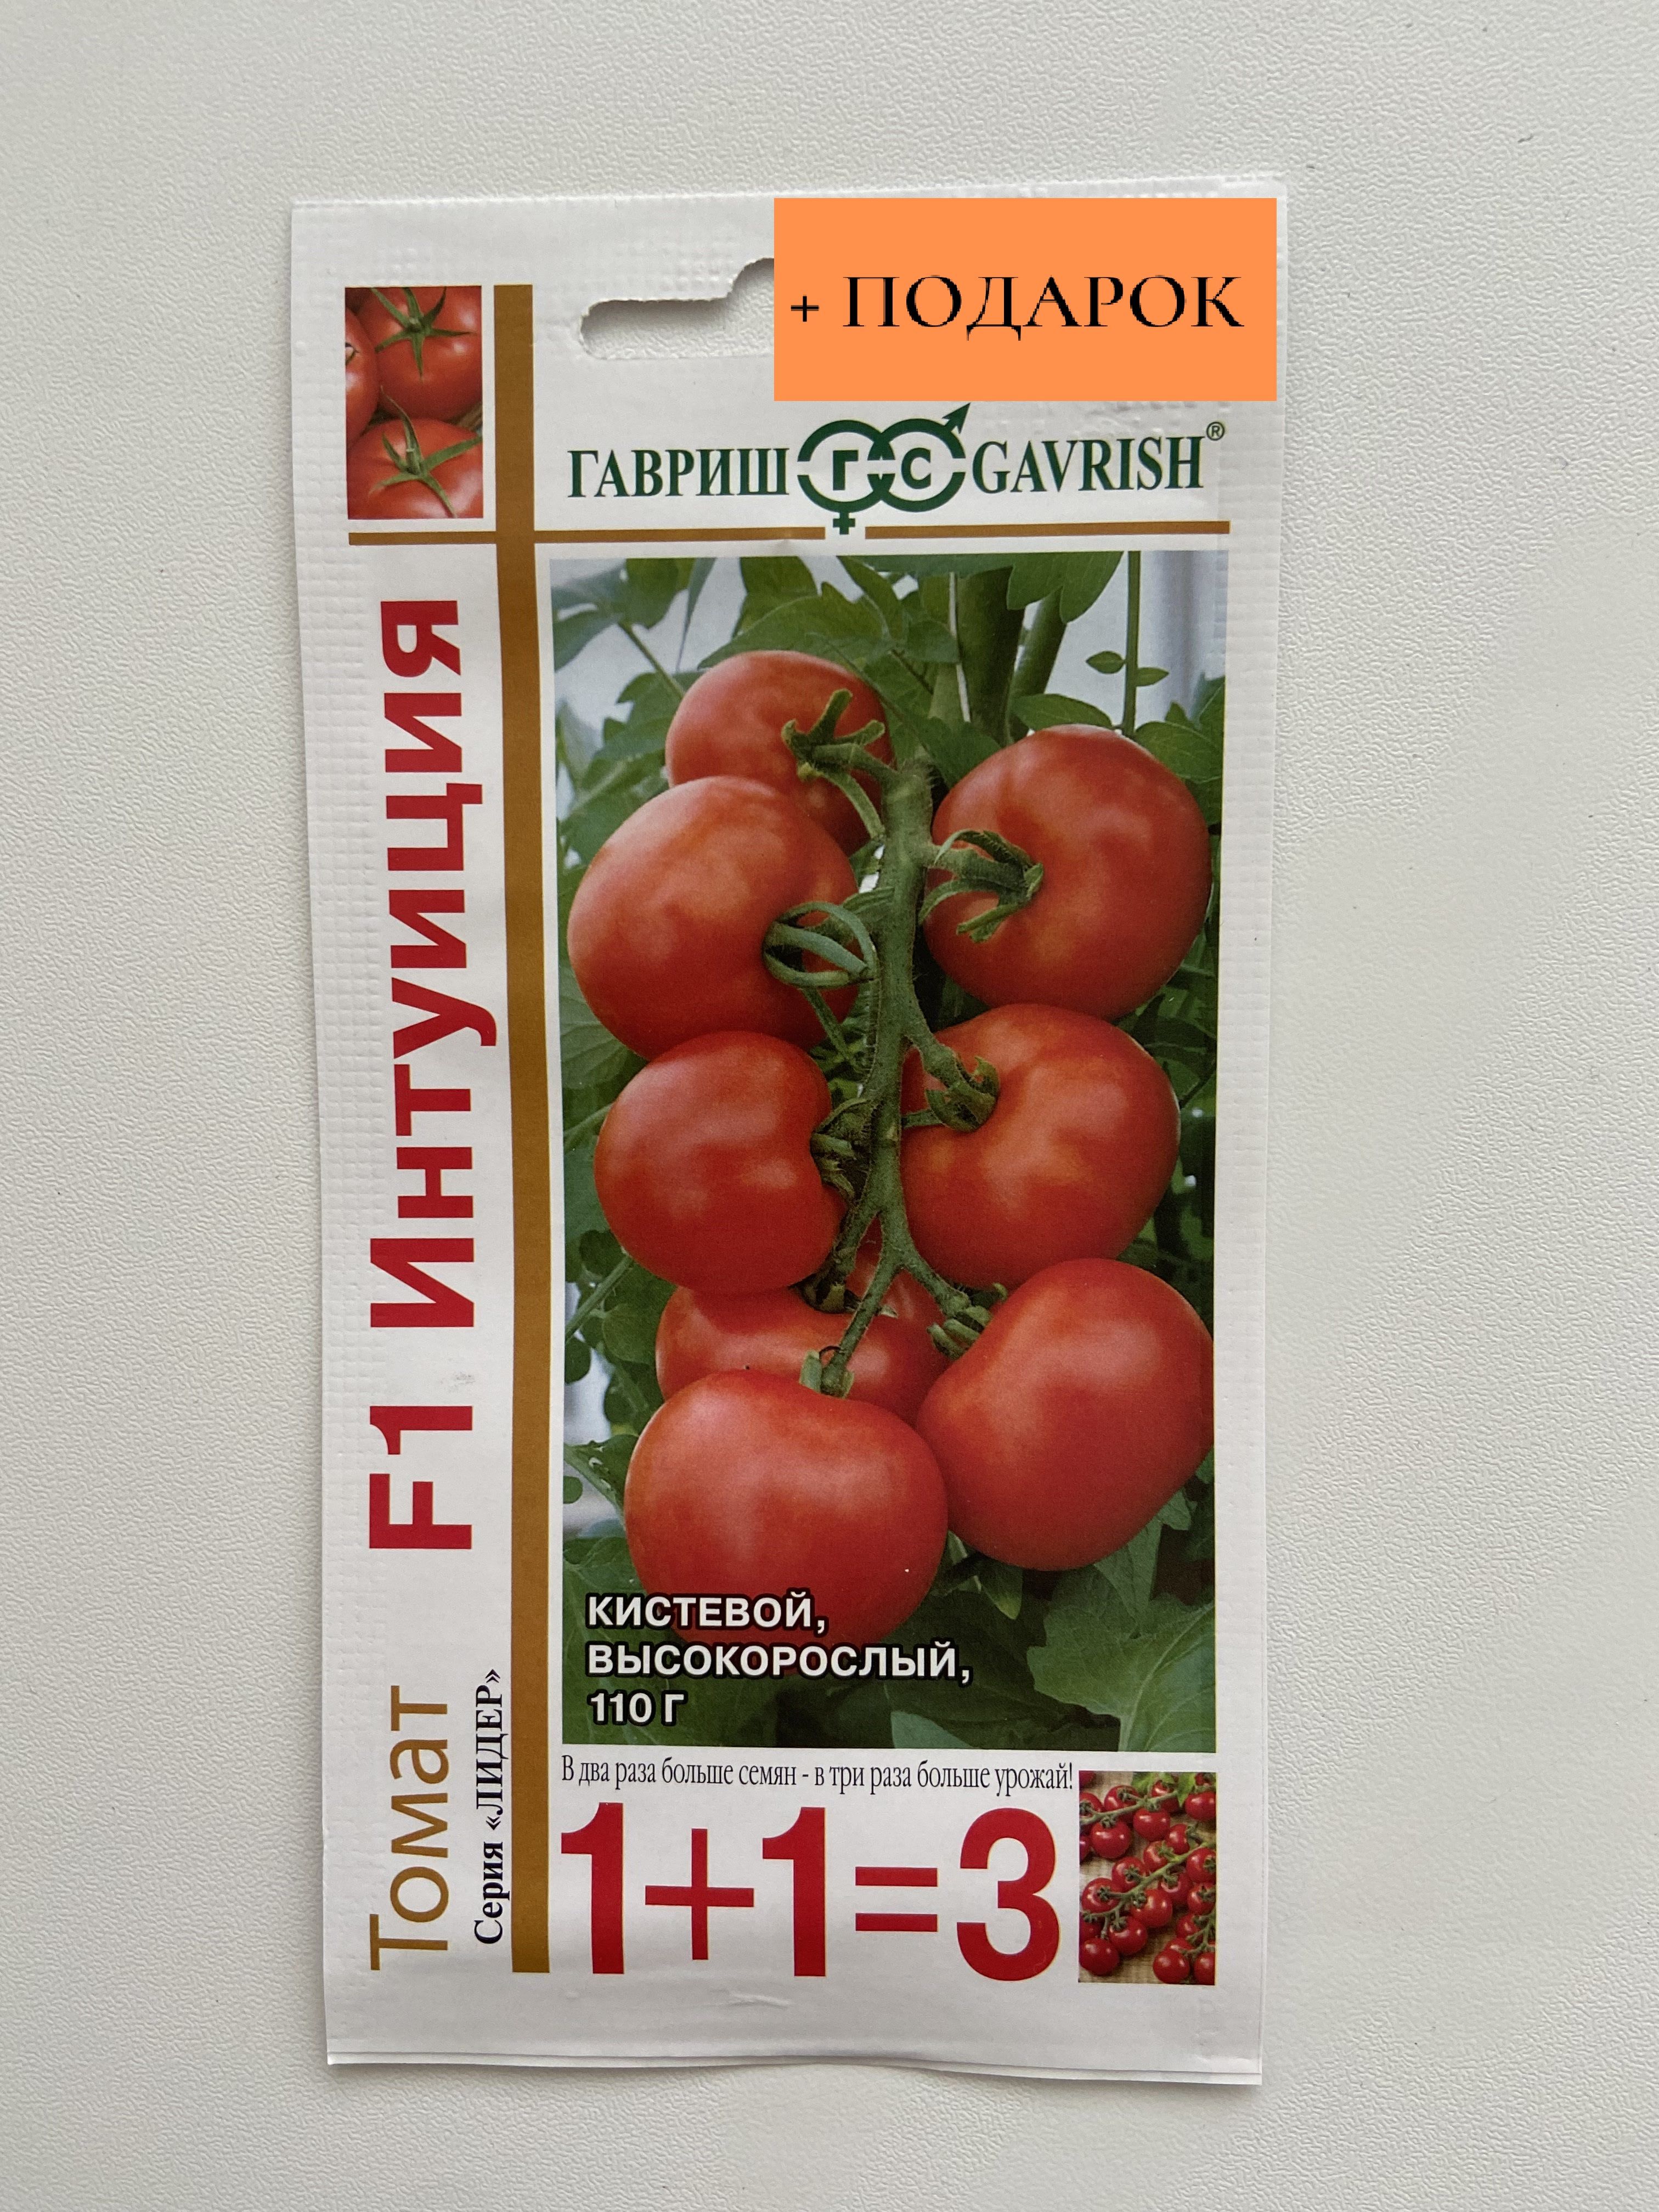 + ПОДАРОК
ГАВРИШ ГС GAVRISH®
Томат F1 Интуиция
Серия «ЛИДЕР»
КИСТЕВОЙ,
ВЫСОКОРОСЛЫЙ,
110 Г
В два раза больше семян - в три раза больше урожай!
1+1=3